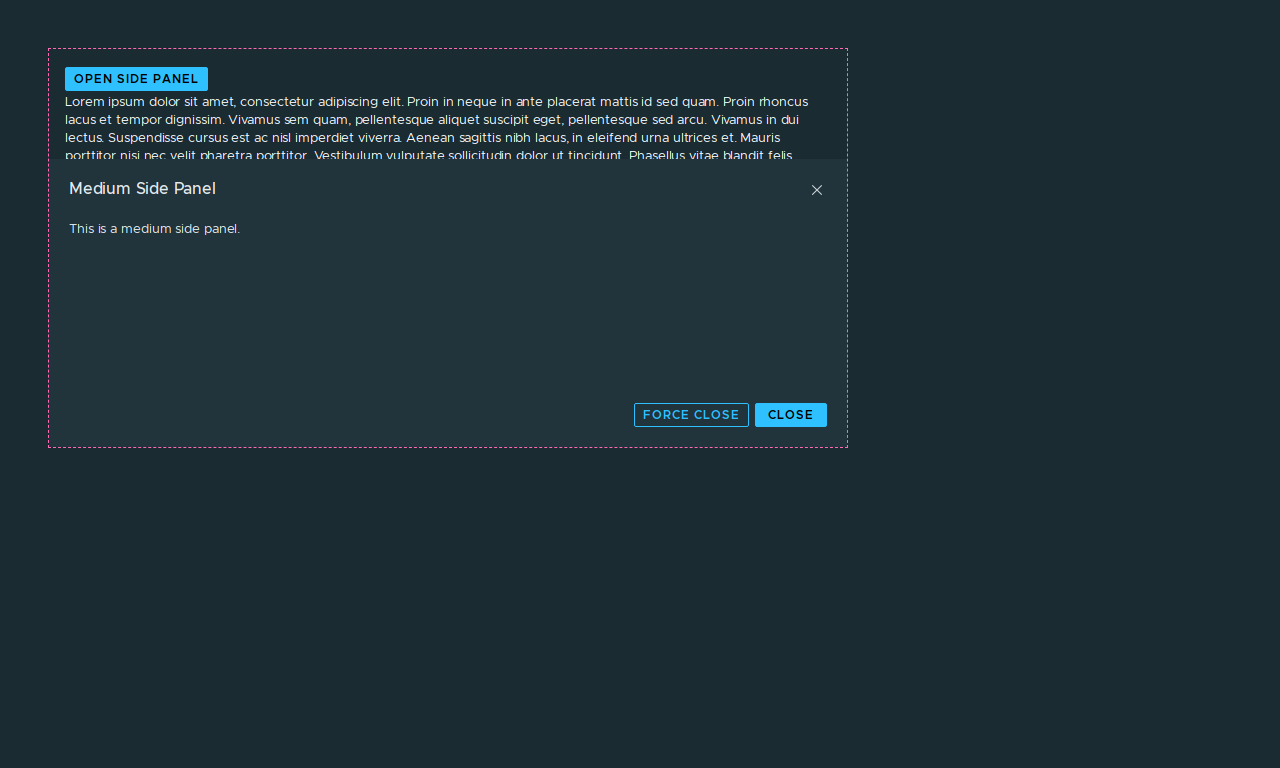 OPEN SIDE PANEL
Lorem ipsum dolor sit amet, consectetur adipiscing elit. Proin in neque in ante placerat mattis id sed quam. Proin rhoncus
lacus et tempor dignissim. Vivamus sem quam, pellentesque aliquet suscipit eget, pellentesque sed arcu. Vivamus in dui
lectus. Suspendisse cursus est ac nisl imperdiet viverra. Aenean sagittis nibh lacus, in eleifend urna ultrices et. Mauris
porttitor nisi nec velit pharetra porttitor. Vestibulum vulputate sollicitudin dolor ut tincidunt. Phasellus vitae blandit felis
Medium Side Panel
This is a medium side panel.
FORCE CLOSE CLOSE